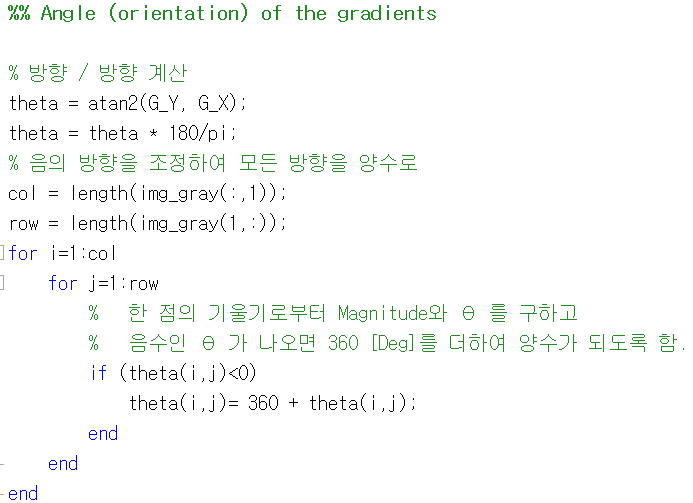 %% Angle (orientation) of the gradients
% 방향 / 방향 계산
theta = atan2(G_Y, G_X);
theta = theta * 180/pi;
% 음의 방향을 조정하여 모든 방향을 양수로
col = length(img_gray(:,1));
row = length(img_gray(1,:));
for i=1:col
for j=1:row
% 한 점의 기울기로부터 Magnitude와 θ 를 구하고
% 음수인 θ 가 나오면 360 [Deg]를 더하여 양수가 되도록 함.
if (theta(i,j)<0)
theta(i,j)= 360 + theta(i,j);
end
end
end